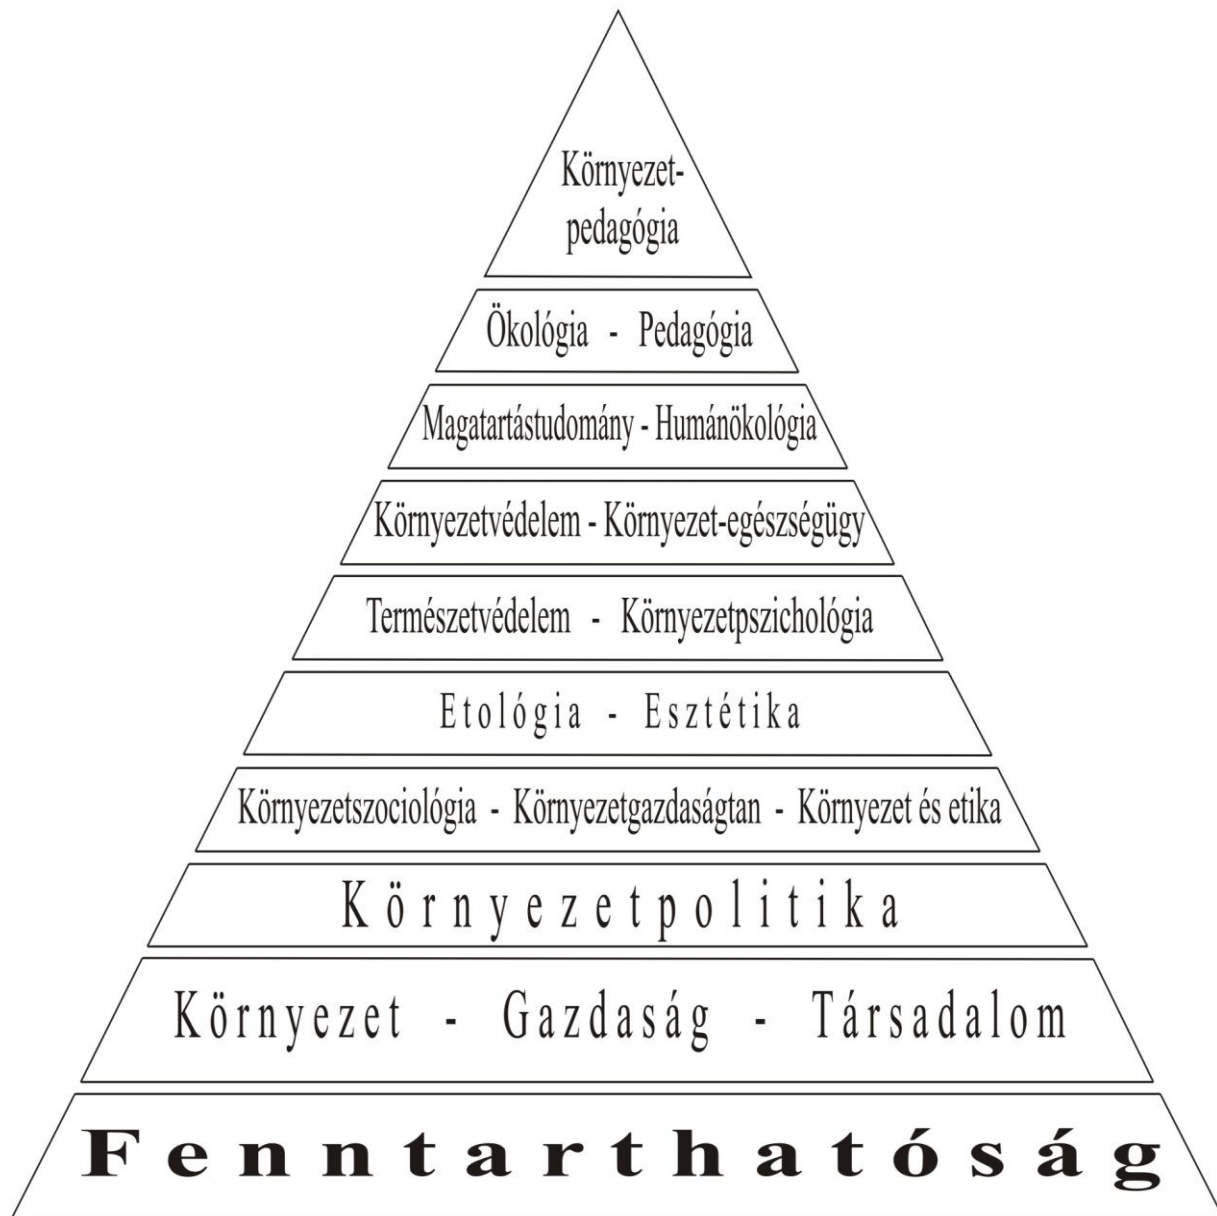 Környezet-
pedagógia
Ökológia - Pedagógia
Magatartástudomány - Humánökológia
Környezetvédelem - Környezet-egészségügy
Természetvédelem - Környezetpszichológia
Etológia - Esztétika
Környezetszociológia - Környezetgazdaságtan - Környezet és etika
Környezetpolitika
Környezet - Gazdaság - Társadalom
Fenntarthatóság